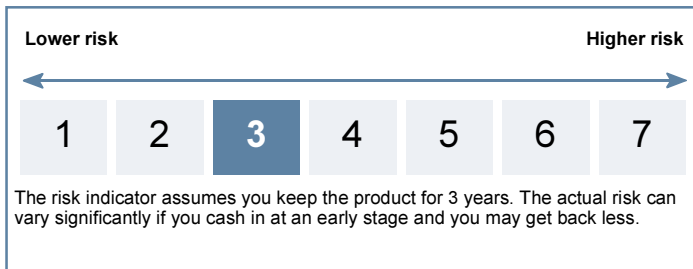 Lower risk Higher risk
1 2 3 4 5 6 7
The risk indicator assumes you keep the product for 3 years. The actual risk can
vary significantly if you cash in at an early stage and you may get back less.